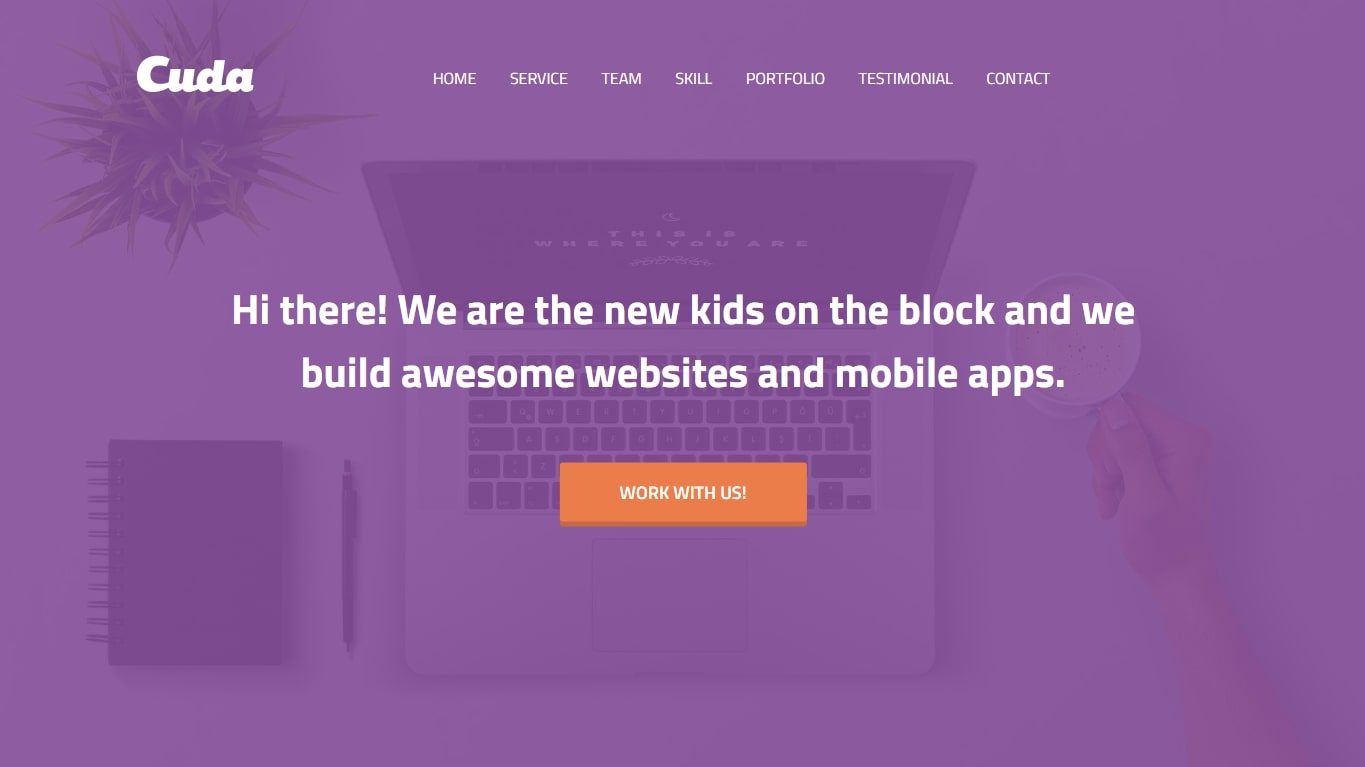 Cuda
HOME SERVICE TEAM SKILL PORTFOLIO TESTIMONIAL CONTACT
THIS IS
WHERE YOU ARE
Hi there! We are the new kids on the block and we
build awesome websites and mobile apps.
WORK WITH US!